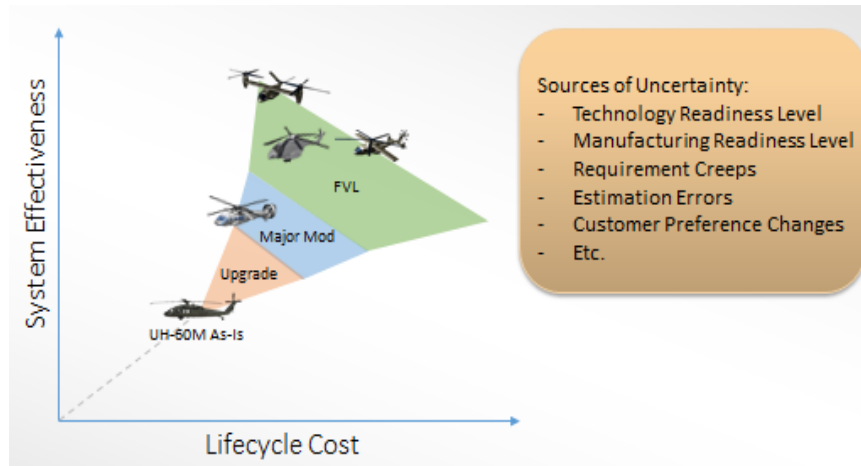 System Effectiveness
FVL
Major Mod
Upgrade
UH-60M As-Is
Lifecycle Cost
Sources of Uncertainty:
- Technology Readiness Level
- Manufacturing Readiness Level
- Requirement Creeps
- Estimation Errors
- Customer Preference Changes
- Etc.